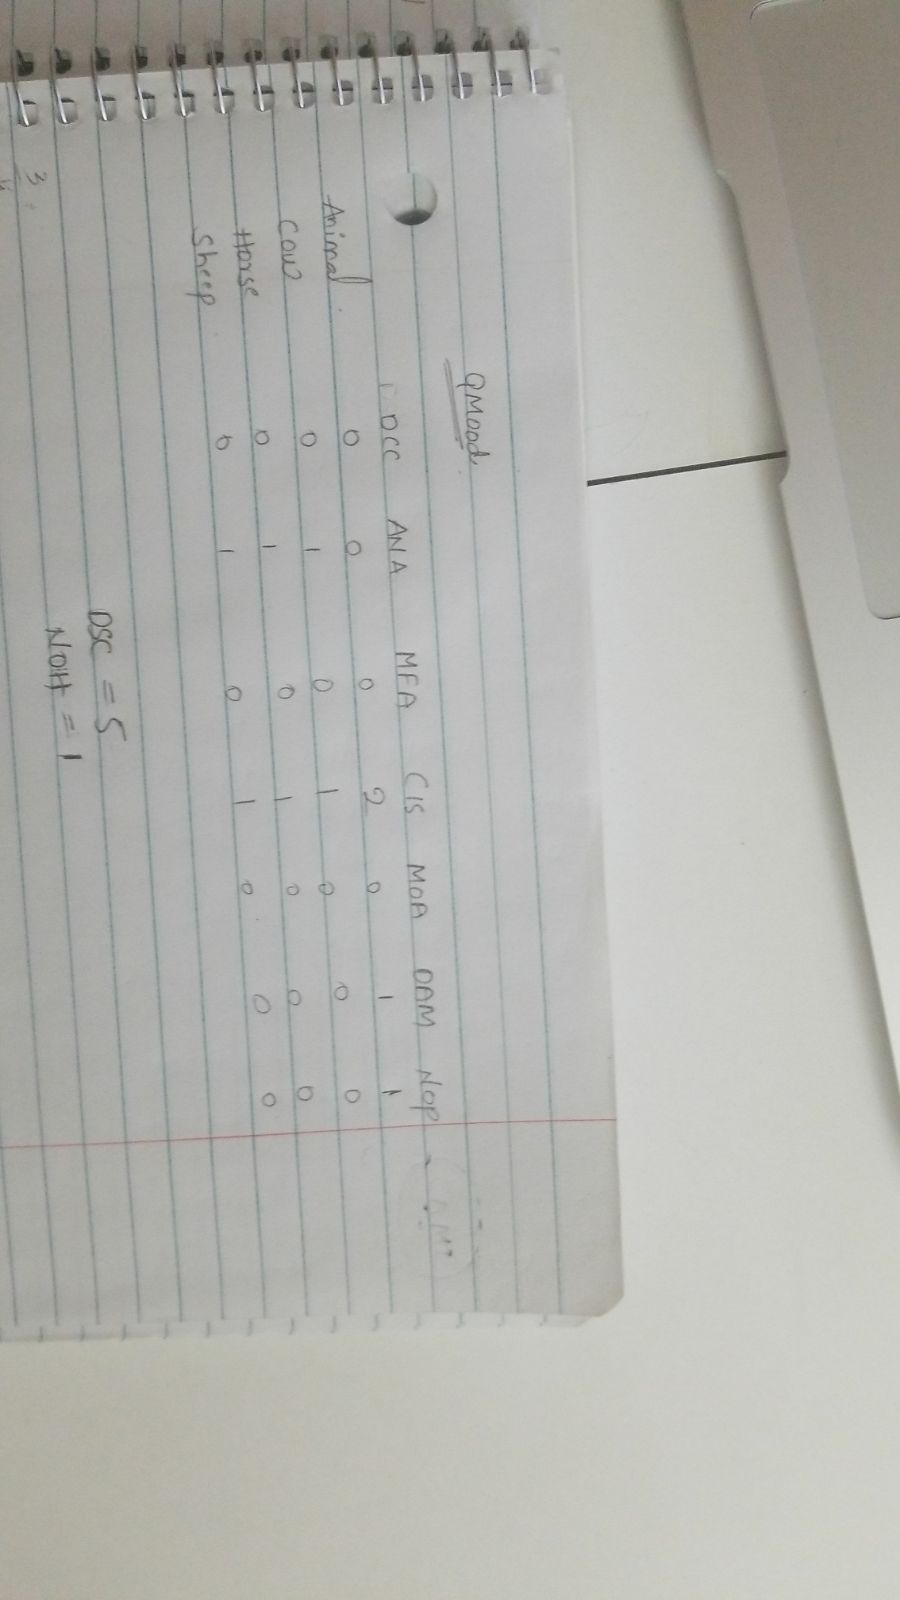 QMood.
DCC ANA MFA CIS MOA DAM NOP
Animal 0 0 0 2 0 1 1
Cow 0 1 0 1 0 0 0
Horse 0 1 0 1 0 0 0
Sheep 0 1 0 1 0 0 0
DSC = 5
NOH = 1
3